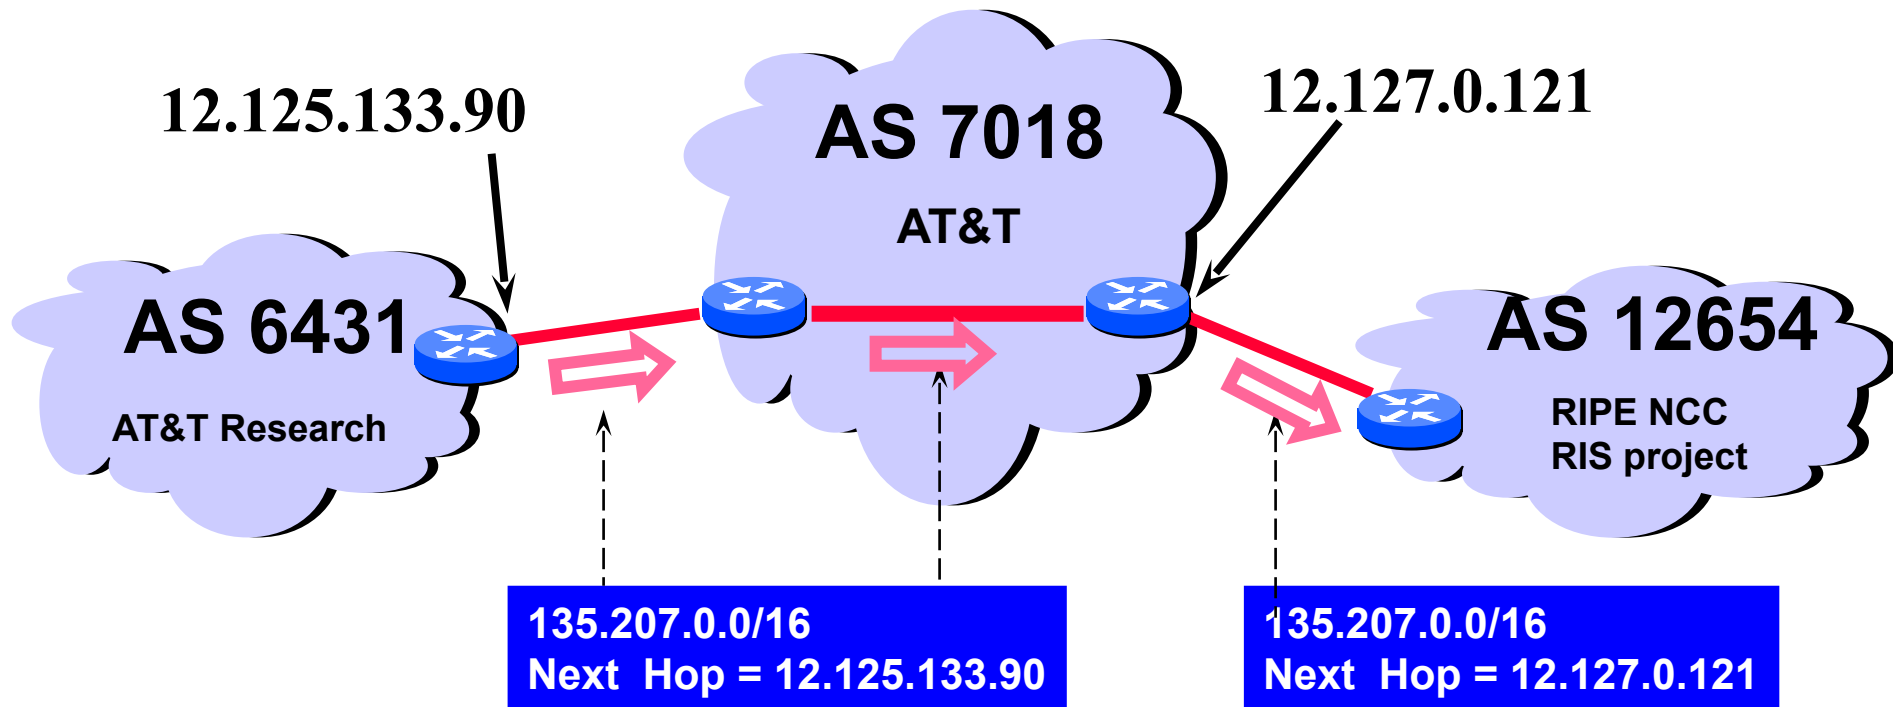 12.125.133.90
AS 7018
AT&T
12.127.0.121
AS 6431
AT&T Research
AS 12654
RIPE NCC
RIS project
135.207.0.0/16
Next Hop = 12.125.133.90
135.207.0.0/16
Next Hop = 12.127.0.121